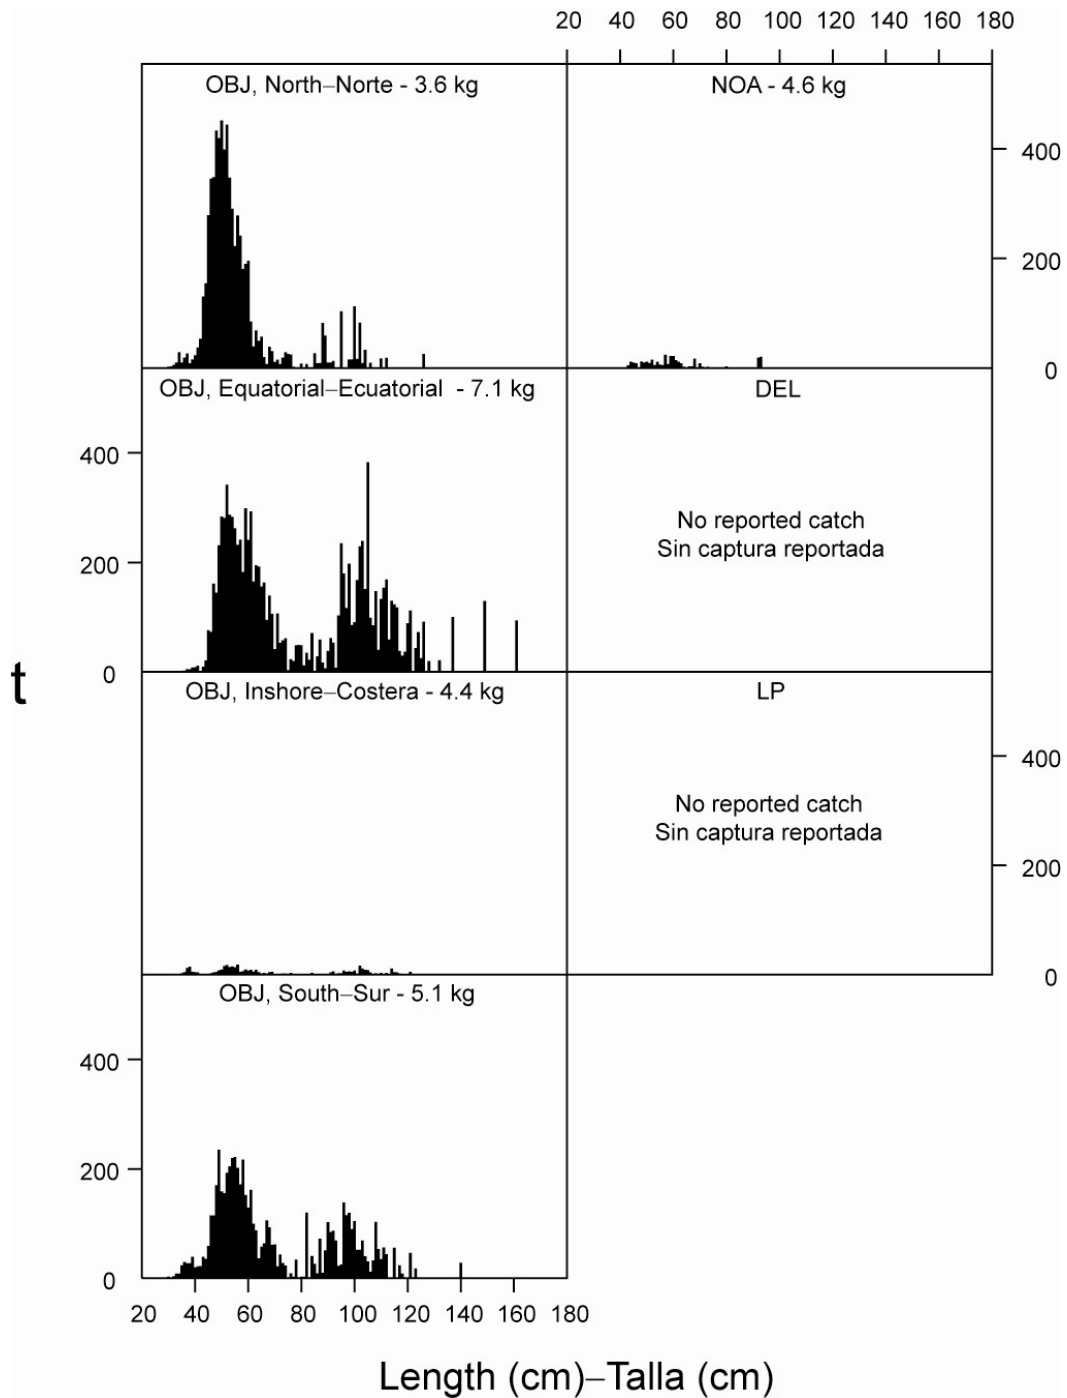 20 40 60 80 100 120 140 160 180
OBJ, North–Norte - 3.6 kg
NOA - 4.6 kg
400
200
0
OBJ, Equatorial–Ecuatorial - 7.1 kg
DEL
400
200
0
No reported catch
Sin captura reportada
t
OBJ, Inshore–Costera - 4.4 kg
LP
400
200
0
No reported catch
Sin captura reportada
OBJ, South–Sur - 5.1 kg
400
200
0
20 40 60 80 100 120 140 160 180
Length (cm)–Talla (cm)